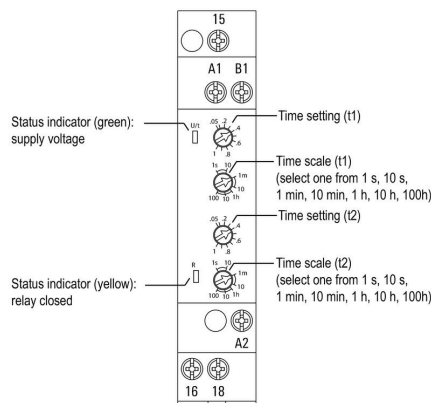 15
A1 B1
Status indicator (green):
supply voltage
U/t
.05 .2 .4 .6 .8 1
Time setting (t1)
1s 10 1m 10 1h 10 100
Time scale (t1)
(select one from 1 s, 10 s,
1 min, 10 min, 1 h, 10 h, 100h)
.05 .2 .4 .6 .8 1
Time setting (t2)
Status indicator (yellow):
relay closed
R
1s 10 1m 10 1h 10 100
Time scale (t2)
(select one from 1 s, 10 s,
1 min, 10 min, 1 h, 10 h, 100h)
A2
16 18